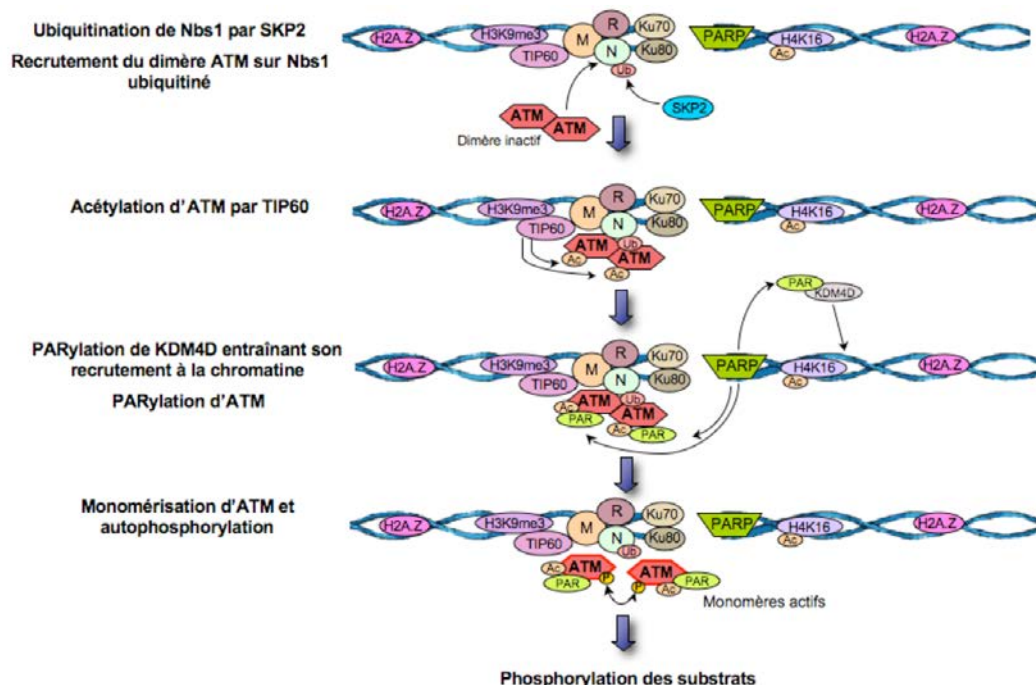 Ubiquitination de Nbs1 par SKP2
Recrutement du dimère ATM sur Nbs1
ubiquitiné
H2A.Z
H3K9me3
TIP60
M
R
N
Ub
Ku70
Ku80
PARP
H4K16
Ac
H2A.Z
ATM
ATM
SKP2
Dimère inactif
Acétylation d'ATM par TIP60
H2A.Z
H3K9me3
TIP60
M
R
N
Ku70
Ku80
PARP
H4K16
Ac
H2A.Z
ATM
Ub
ATM
Ac
Ac
PAR
KDM4D
PARylation de KDM4D entraînant son
recrutement à la chromatine
PARylation d'ATM
H2A.Z
H3K9me3
TIP60
M
R
N
Ku70
Ku80
PARP
H4K16
Ac
H2A.Z
ATM
Ub
ATM
Ac
PAR
Ac
PAR
Monomérisation d'ATM et
autophosphorylation
H2A.Z
H3K9me3
TIP60
M
R
N
Ub
Ku70
Ku80
PARP
H4K16
Ac
H2A.Z
Ac
ATM
PAR
P
ATM
P
Ac
PAR
Monomères actifs
Phosphorylation des substrats